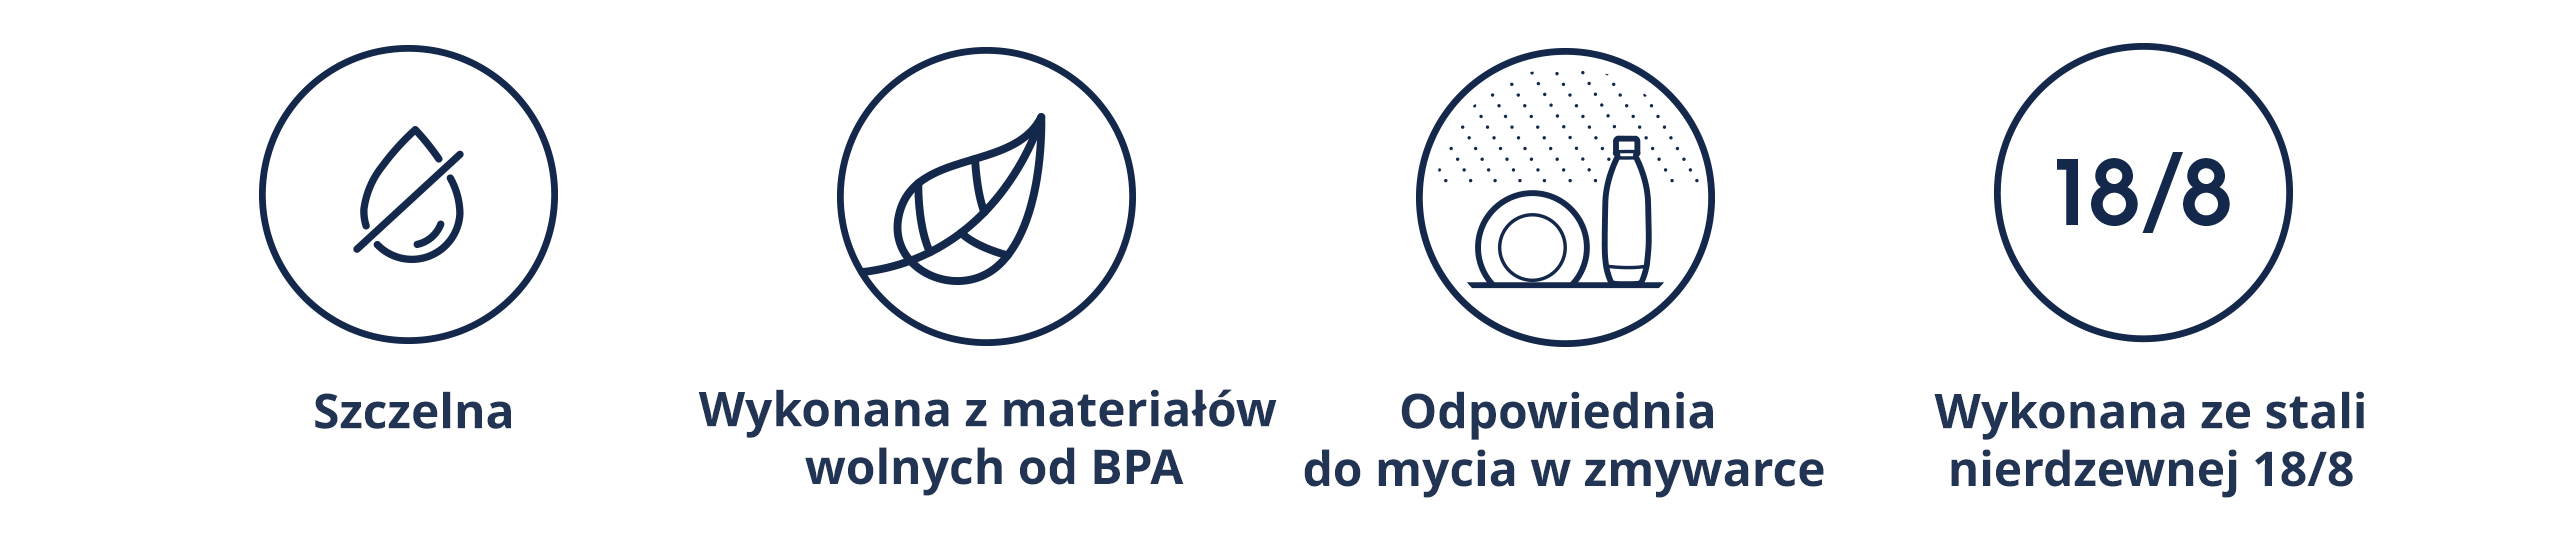 18/8
Szczelna
Wykonana z materiałów
wolnych od BPA
Odpowiednia
do mycia w zmywarce
Wykonana ze stali
nierdzewnej 18/8